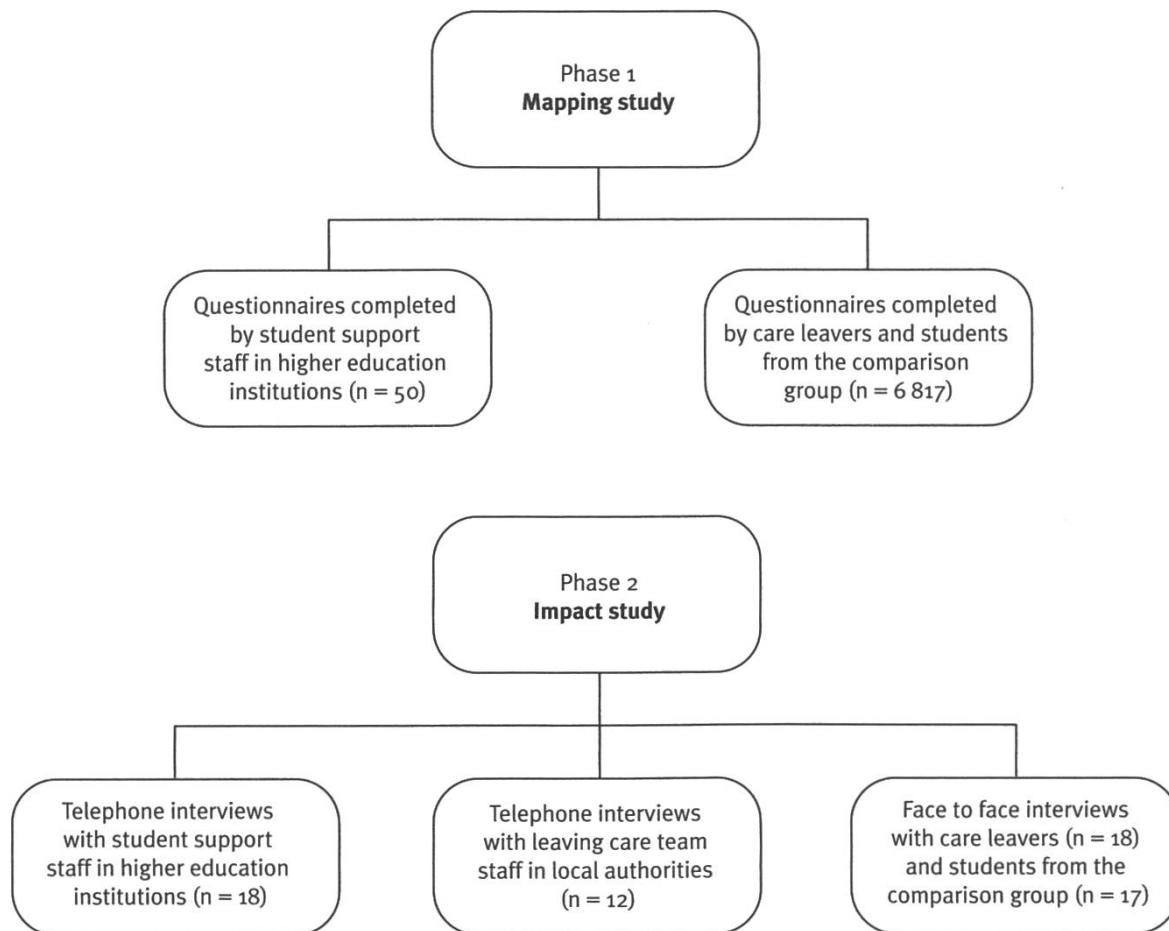 Phase 1
Mapping study
Questionnaires completed
by student support
staff in higher education
institutions (n = 50)
Questionnaires completed
by care leavers and students
from the comparison
group (n = 6 817)
Phase 2
Impact study
Telephone interviews
with student support
staff in higher education
institutions (n = 18)
Telephone interviews
with leaving care team
staff in local authorities
(n = 12)
Face to face interviews
with care leavers (n = 18)
and students from the
comparison group (n = 17)